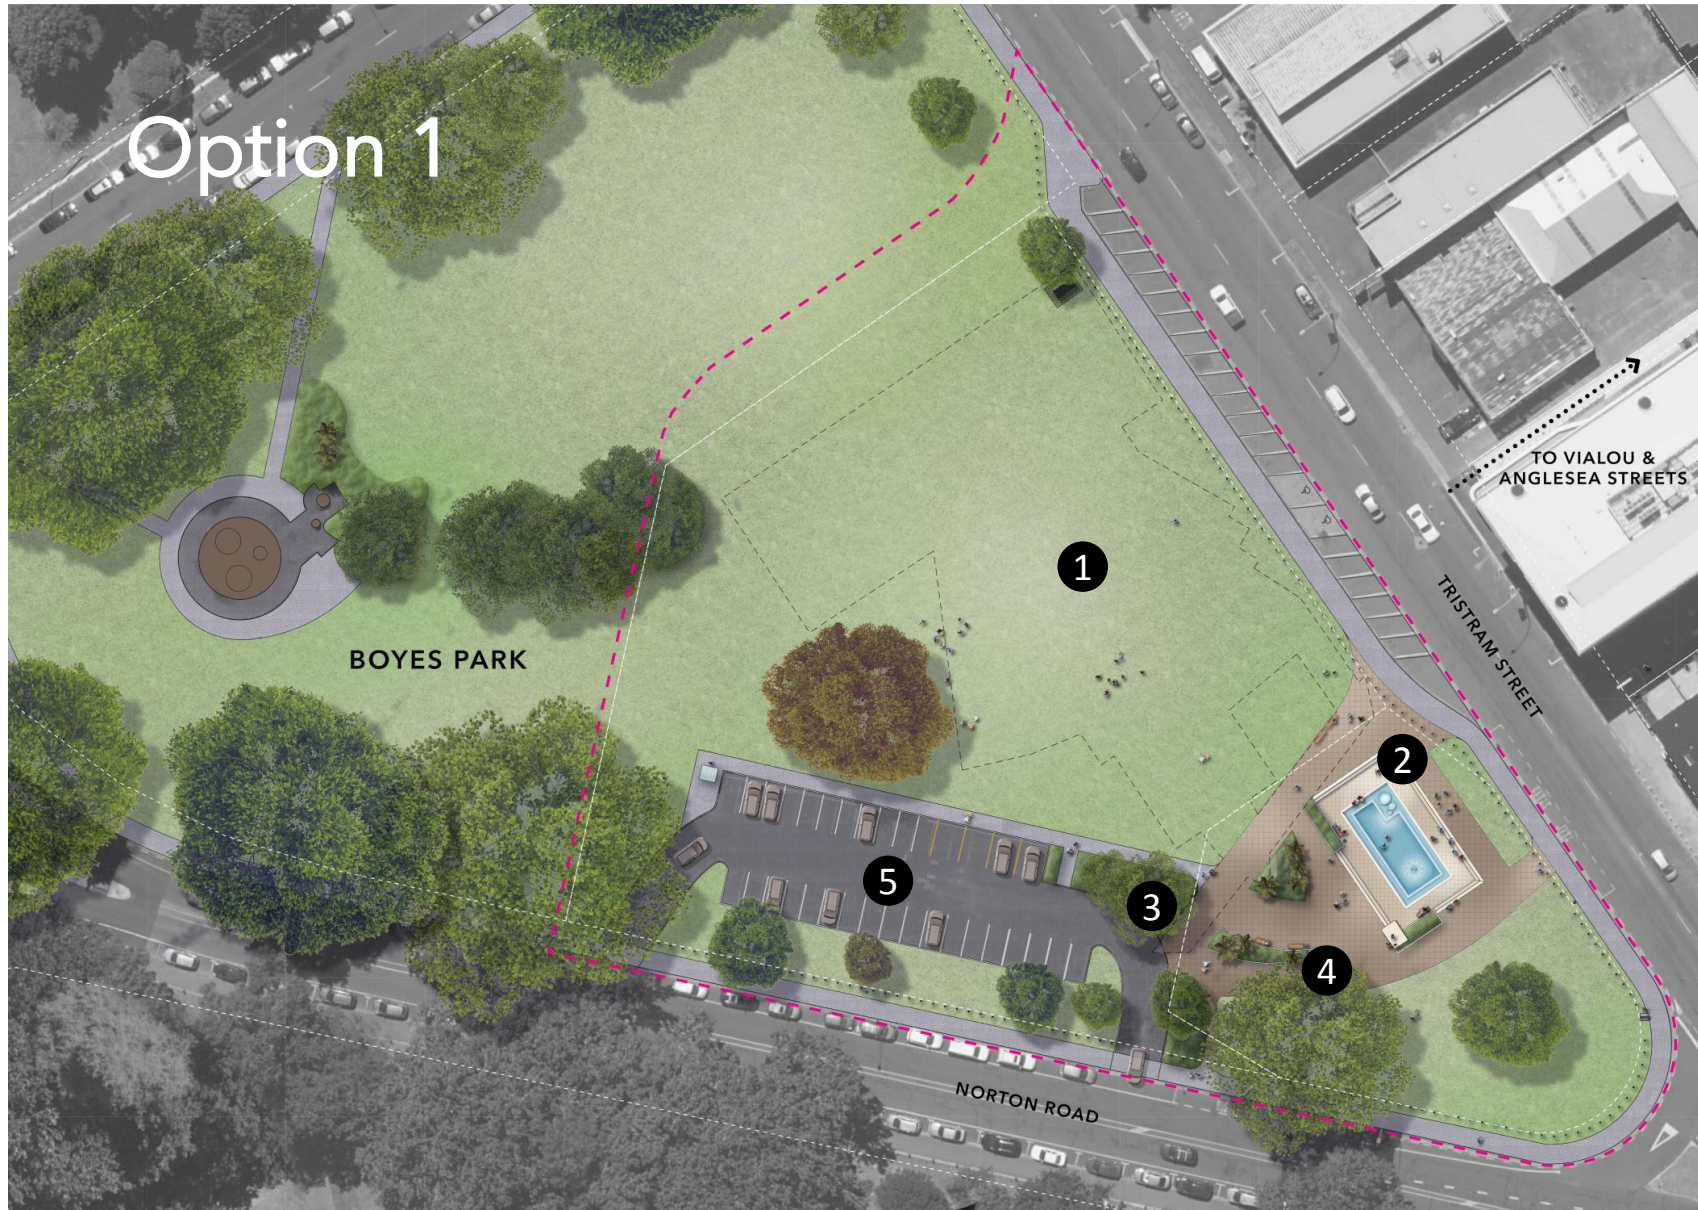 Option 1
TO VIALOU &
ANGLESEA STREETS
1
TRISTRAM STREET
BOYES PARK
2
5
3
4
NORTON ROAD